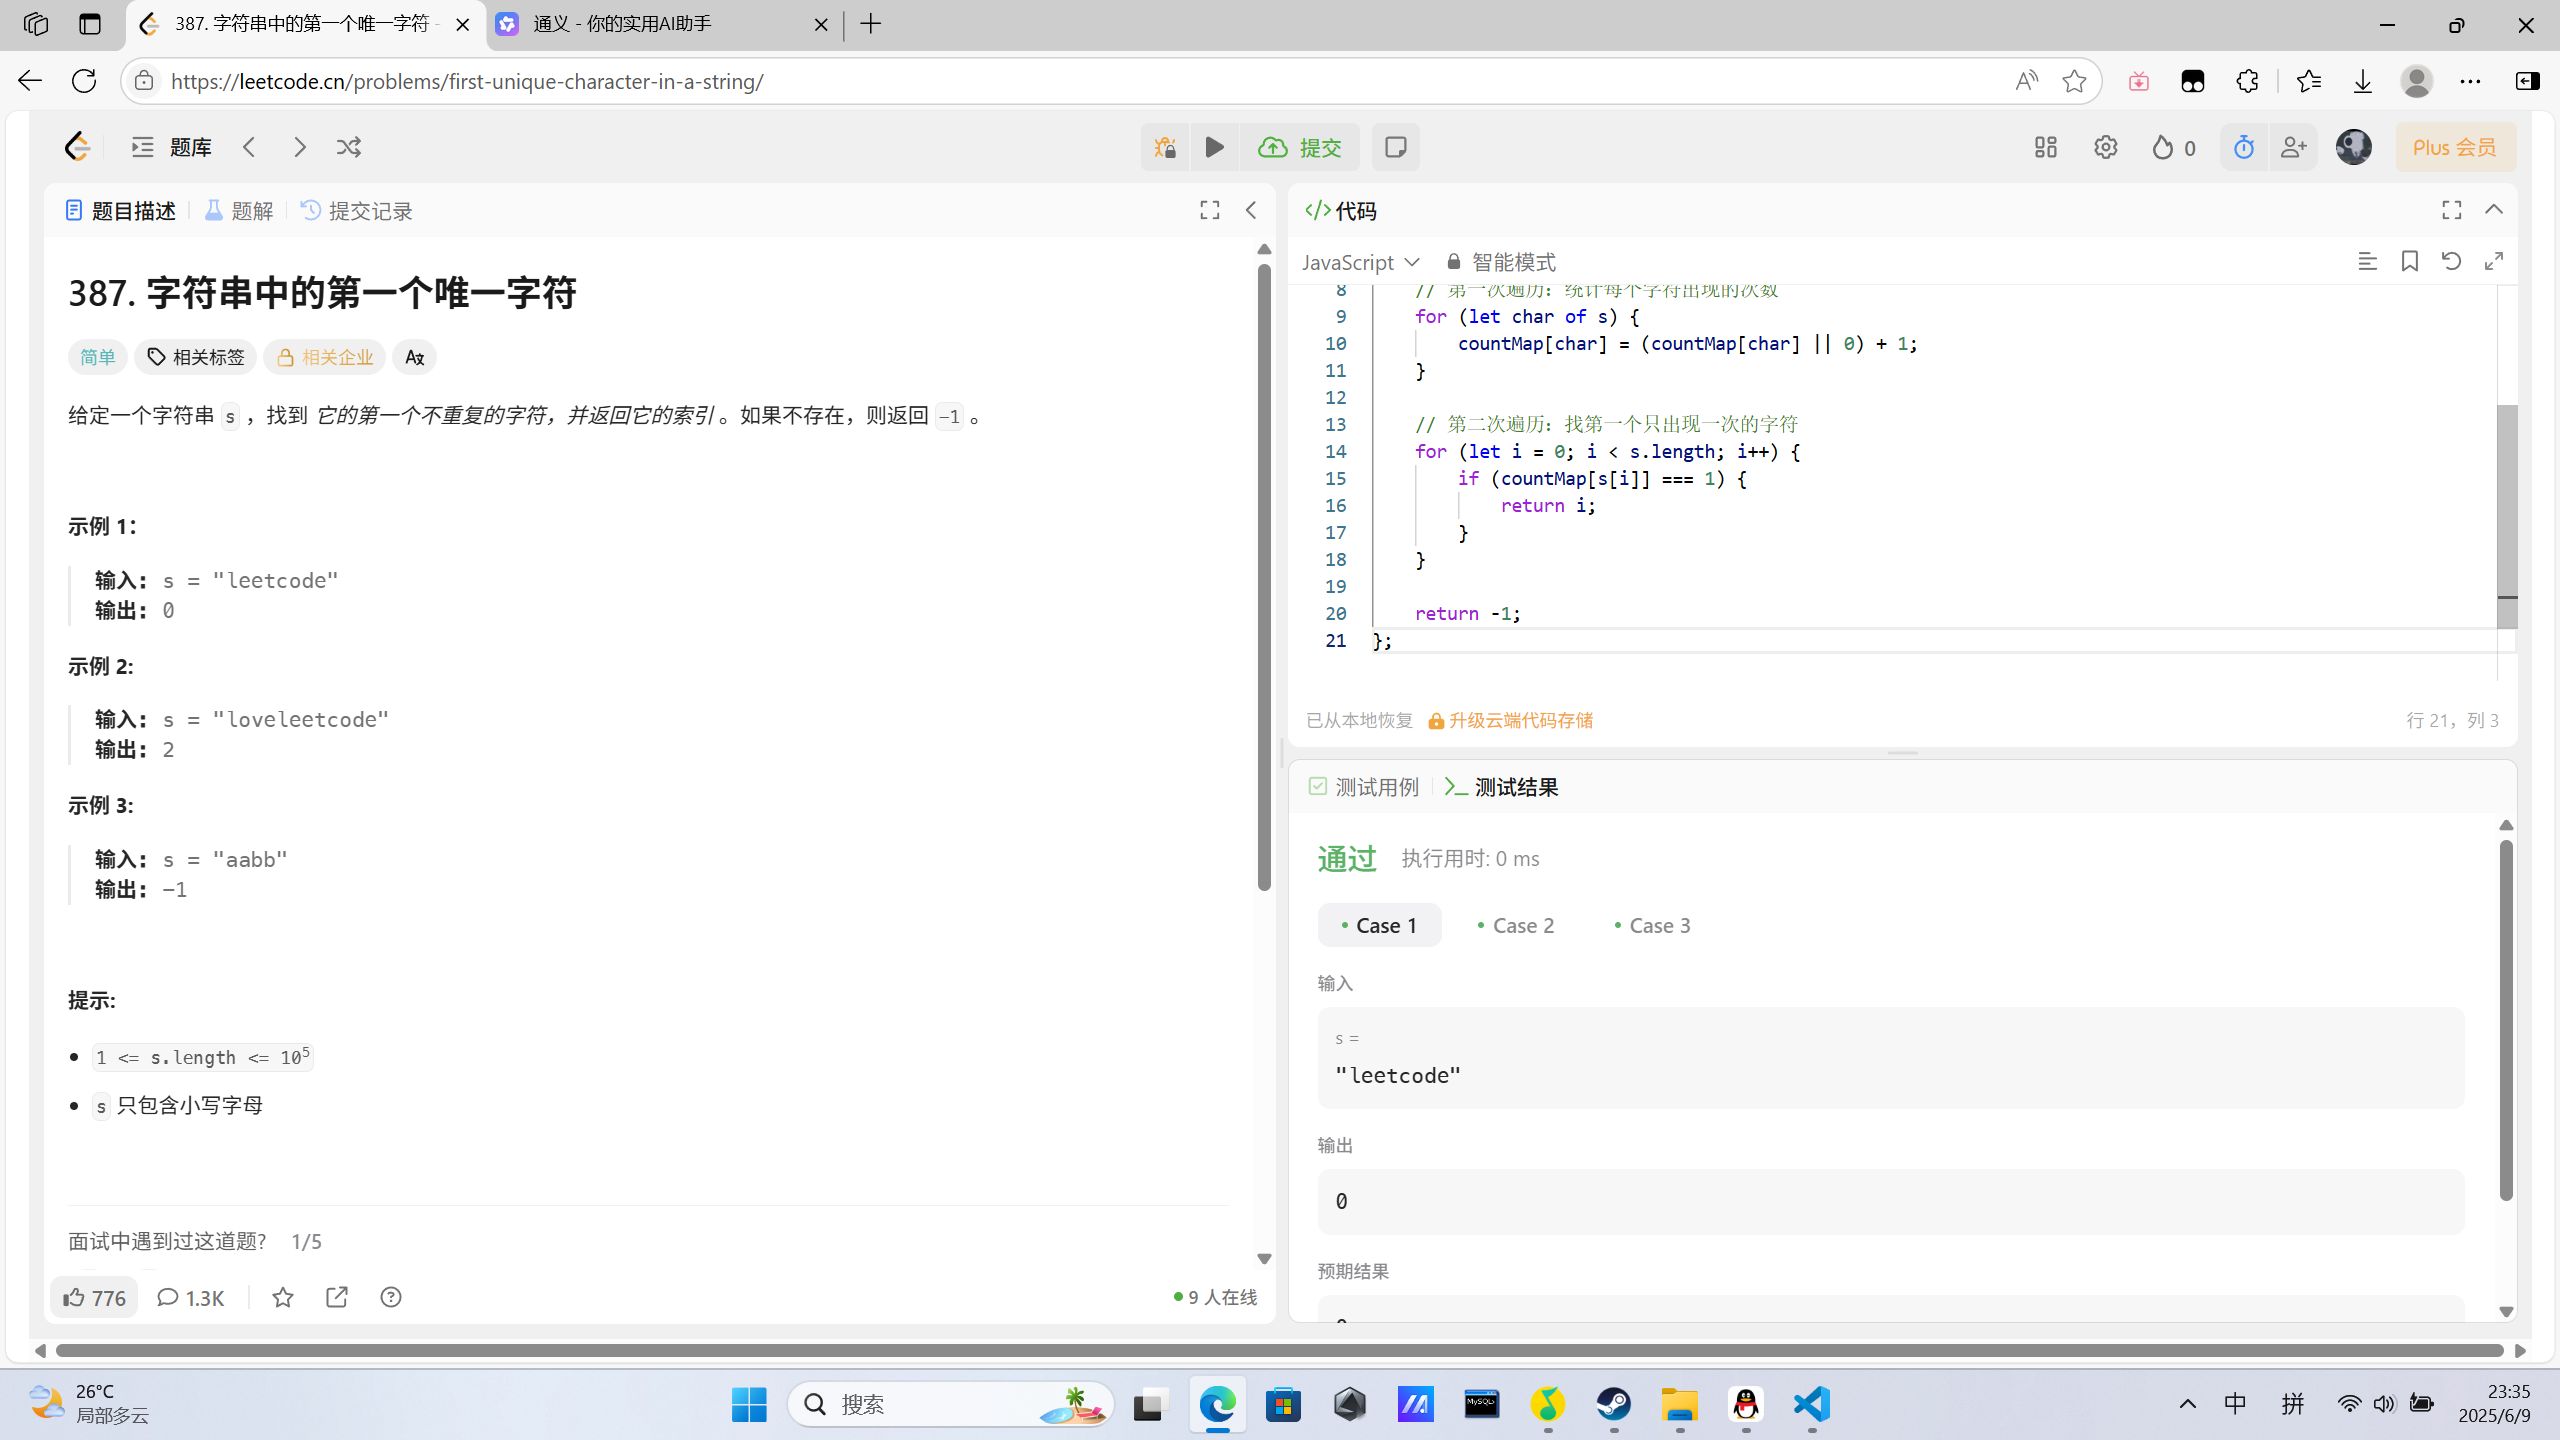 387. 字符串中的第一个唯一字符 -
通义 - 你的实用AI助手
https://leetcode.cn/problems/first-unique-character-in-a-string/
题库
提交
0
Plus 会员
题目描述
题解
提交记录
387. 字符串中的第一个唯一字符
简单
相关标签
相关企业
给定一个字符串 s ，找到 它的第一个不重复的字符，并返回它的索引 。如果不存在，则返回 -1 。
示例 1：
输入：s = "leetcode"
输出：0
示例 2:
输入：s = "loveleetcode"
输出：2
示例 3:
输入：s = "aabb"
输出：-1
提示:
1 <= s.length <= 10⁵
s 只包含小写字母
面试中遇到过这道题? 1/5
776
1.3K
9 人在线
代码
JavaScript
智能模式
8 // 第一次遍历：统计每个字符出现的次数
9 for (let char of s) {
10 countMap[char] = (countMap[char] || 0) + 1;
11 }
12
13 // 第二次遍历：找第一个只出现一次的字符
14 for (let i = 0; i < s.length; i++) {
15 if (countMap[s[i]] === 1) {
16 return i;
17 }
18 }
19
20 return -1;
21 };
已从本地恢复
升级云端代码存储
行 21，列 3
测试用例
测试结果
通过
执行用时: 0 ms
Case 1
Case 2
Case 3
输入
s =
"leetcode"
输出
0
预期结果
26°C
局部多云
搜索
MySQL
中
拼
23:35
2025/6/9